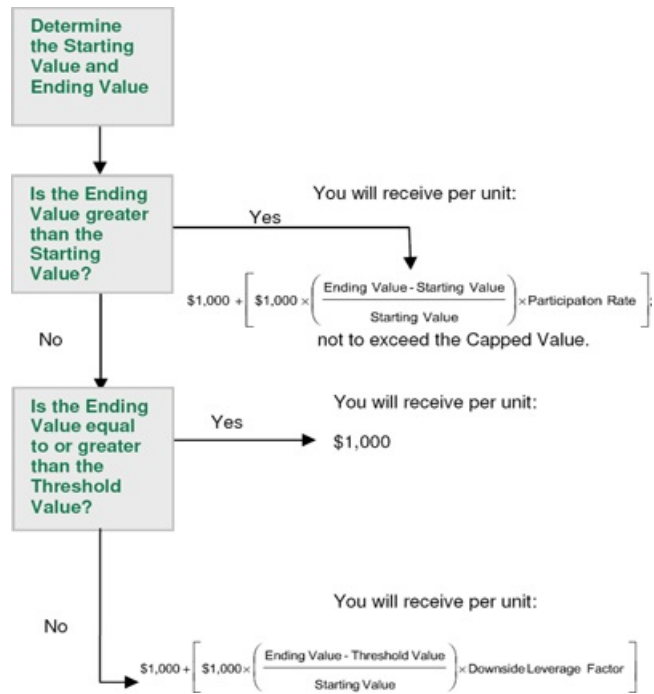 Determine
the Starting
Value and
Ending Value
Is the Ending
Value greater
than the
Starting
Value?
Yes
You will receive per unit:
$1,000 + [ $1,000 × ( Ending Value - Starting Value / Starting Value ) × Participation Rate ];
not to exceed the Capped Value.
No
Is the Ending
Value equal
to or greater
than the
Threshold
Value?
Yes
You will receive per unit:
$1,000
No
You will receive per unit:
$1,000 + [ $1,000 × ( Ending Value - Threshold Value / Starting Value ) × Downside Leverage Factor ]